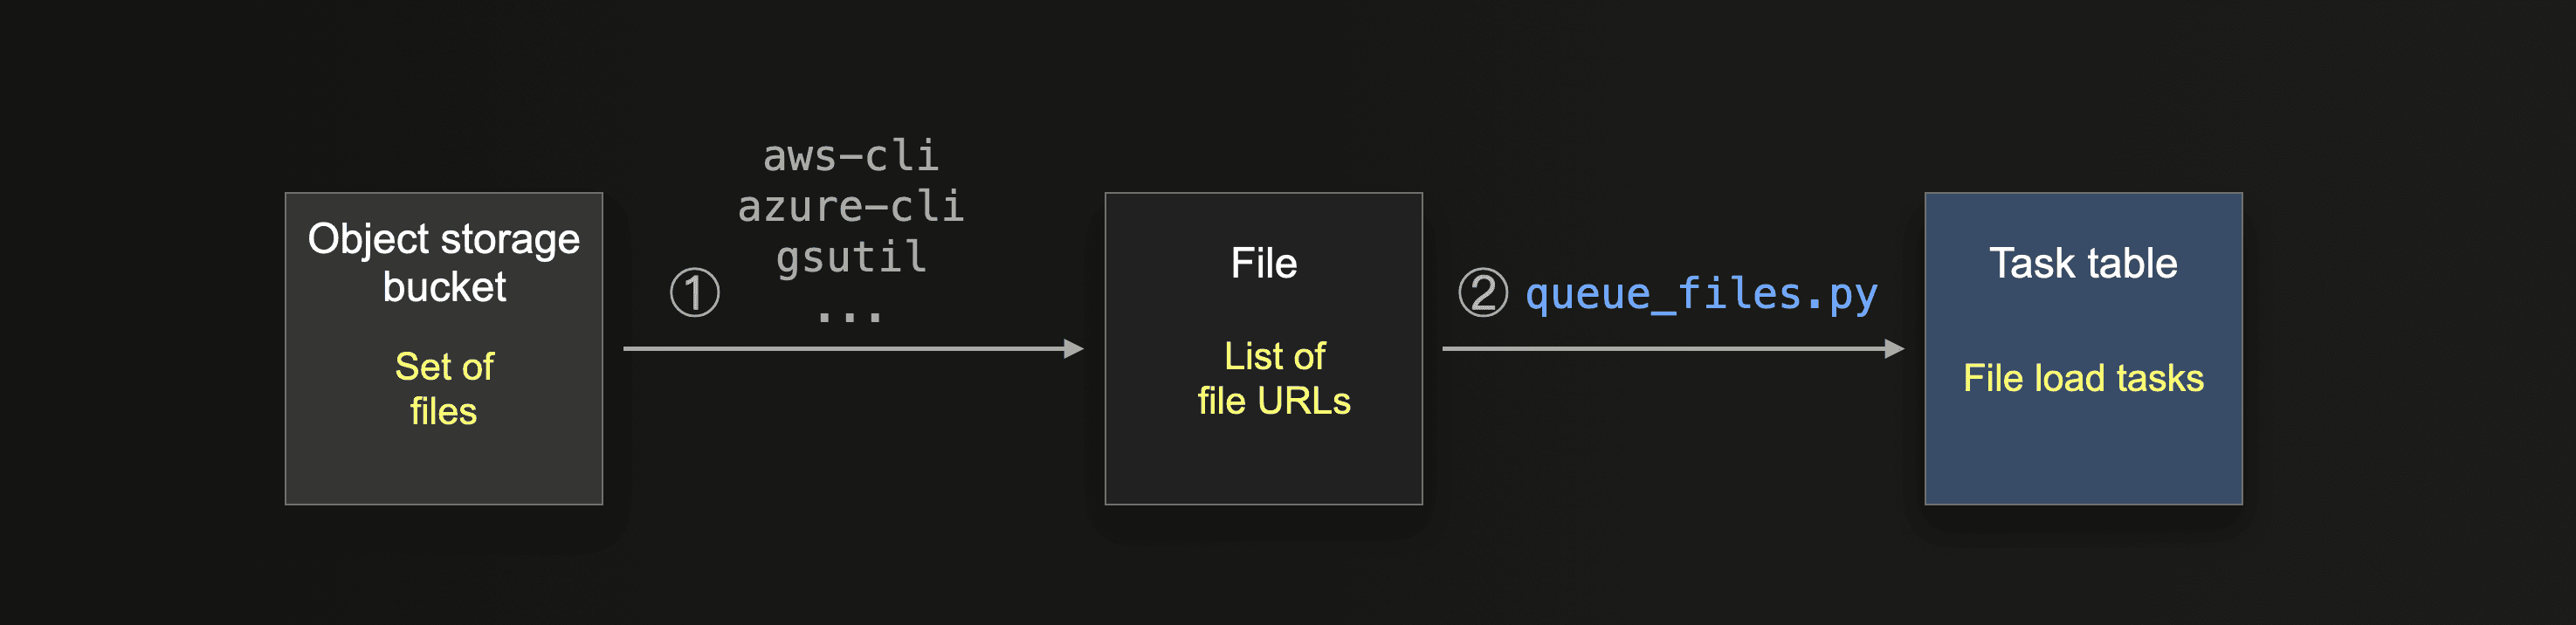 Object storage
bucket
Set of
files
①
aws-cli
azure-cli
gsutil
...
File
List of
file URLs
② queue_files.py
Task table
File load tasks